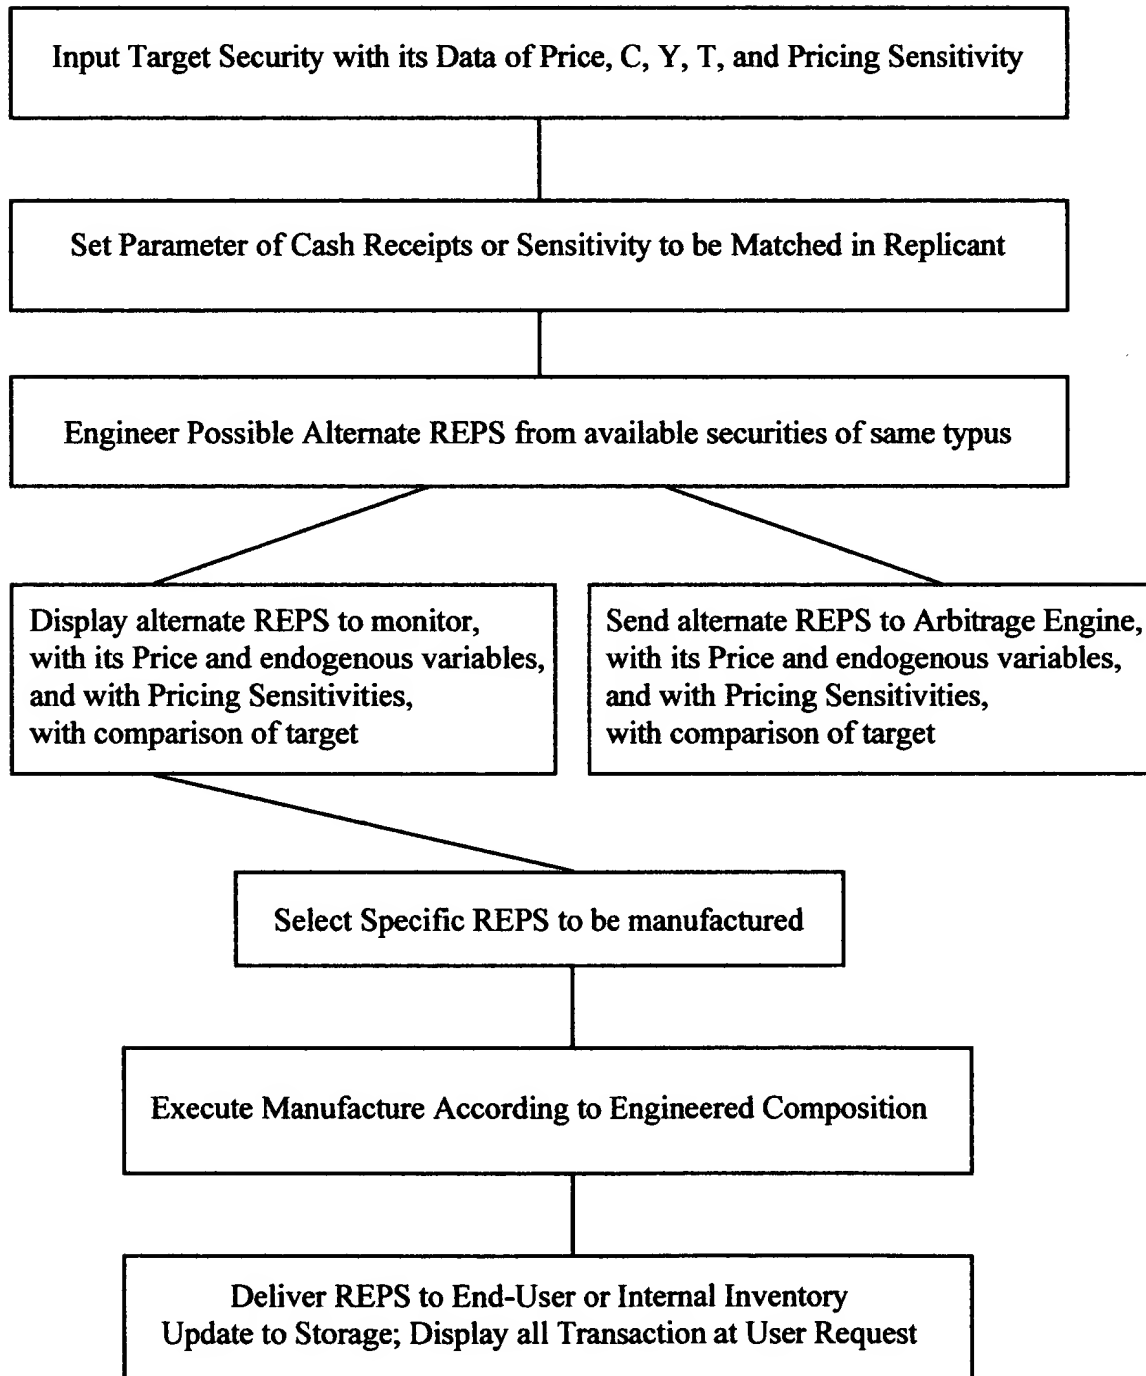 Input Target Security with its Data of Price, C, Y, T, and Pricing Sensitivity
Set Parameter of Cash Receipts or Sensitivity to be Matched in Replicant
Engineer Possible Alternate REPS from available securities of same typus
Display alternate REPS to monitor,
with its Price and endogenous variables,
and with Pricing Sensitivities,
with comparison of target
Send alternate REPS to Arbitrage Engine,
with its Price and endogenous variables,
and with Pricing Sensitivities,
with comparison of target
Select Specific REPS to be manufactured
Execute Manufacture According to Engineered Composition
Deliver REPS to End-User or Internal Inventory
Update to Storage; Display all Transaction at User Request